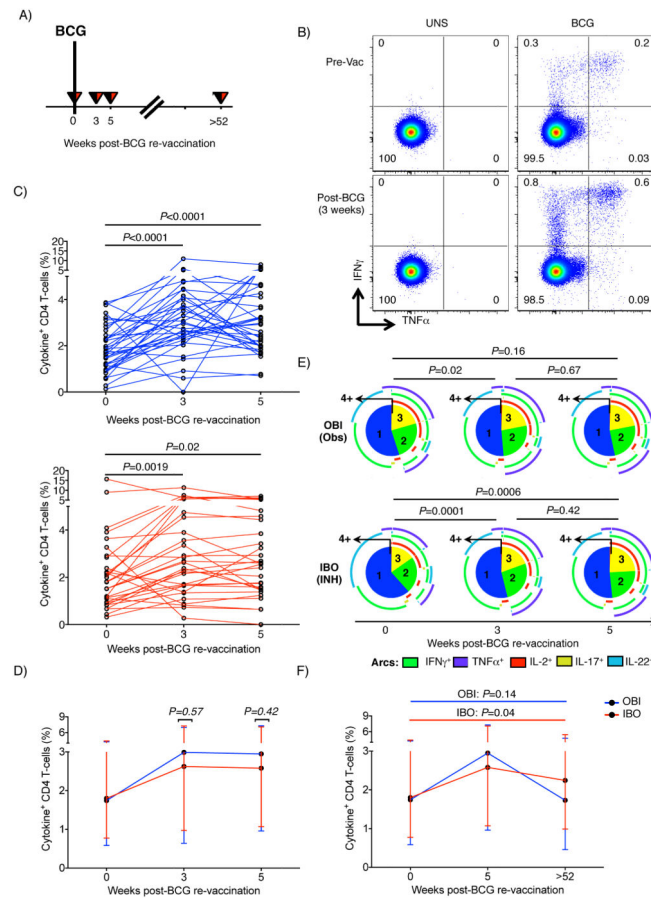 A)
BCG
0 3 5 >52
Weeks post-BCG re-vaccination
B)
UNS BCG
Pre-Vac
0 0
100 0
0.3 0.2
99.5 0.03
Post-BCG
(3 weeks)
0 0
100 0
0.8 0.6
98.5 0.09
IFNγ
TNFα
C)
P<0.0001
P<0.0001
Cytokine⁺ CD4 T-cells (%)
20
15
10
5
4
2
0
0 3 5
Weeks post-BCG re-vaccination
P=0.02
P=0.0019
Cytokine⁺ CD4 T-cells (%)
20
15
10
5
4
2
0
0 3 5
Weeks post-BCG re-vaccination
E)
P=0.16
P=0.02 P=0.67
OBI
(Obs)
4+ 1 2 3
4+ 1 2 3
4+ 1 2 3
P=0.0006
P=0.0001 P=0.42
IBO
(INH)
4+ 1 2 3
4+ 1 2 3
4+ 1 2 3
0 3 5
Weeks post-BCG re-vaccination
Arcs: IFNγ⁺ TNFα⁺ IL-2⁺ IL-17⁺ IL-22⁺
D)
P=0.57 P=0.42
Cytokine⁺ CD4 T-cells (%)
9
6
3
3
2
1
0
0 3 5
Weeks post-BCG re-vaccination
F)
OBI: P=0.14
IBO: P=0.04
OBI
IBO
Cytokine⁺ CD4 T-cells (%)
9
6
3
2
1
0
0 5 >52
Weeks post-BCG re-vaccination